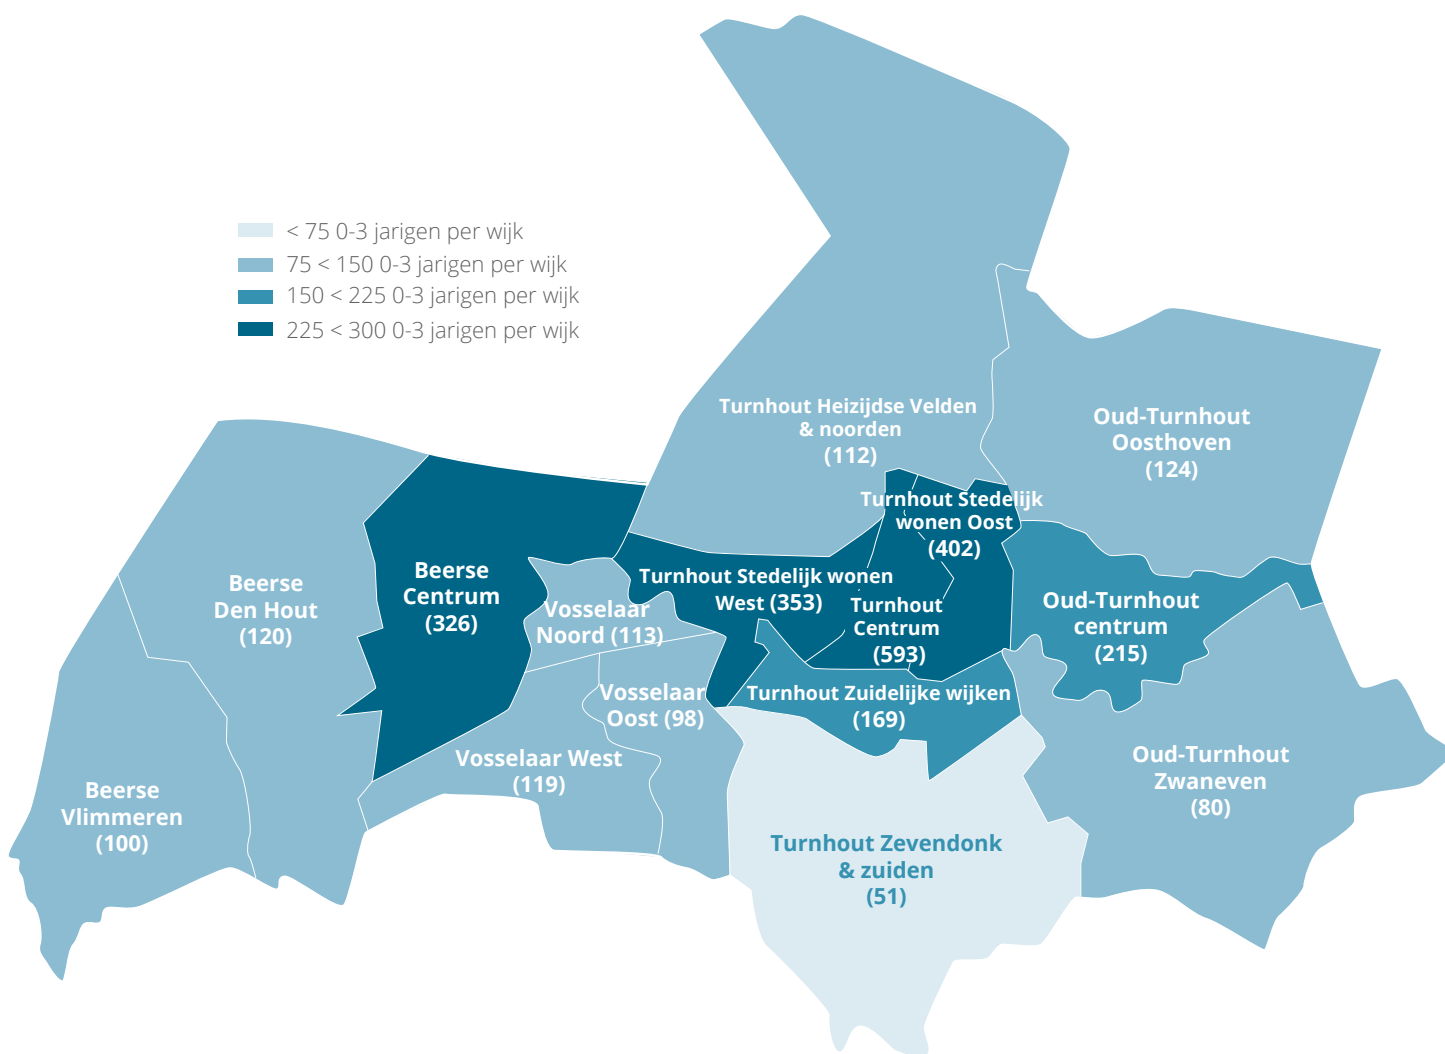 < 75 0-3 jarigen per wijk
75 < 150 0-3 jarigen per wijk
150 < 225 0-3 jarigen per wijk
225 < 300 0-3 jarigen per wijk
Turnhout Heizijdse Velden
& noorden
(112)
Oud-Turnhout
Oosthoven
(124)
Turnhout Stedelijk
wonen Oost
(402)
Beerse
Den Hout
(120)
Beerse
Centrum
(326)
Vosselaar
Noord (113)
Turnhout Stedelijk wonen
West (353)
Turnhout
Centrum
(593)
Oud-Turnhout
centrum
(215)
Vosselaar
Oost (98)
Turnhout Zuidelijke wijken
(169)
Vosselaar West
(119)
Oud-Turnhout
Zwaneven
(80)
Beerse
Vlimmeren
(100)
Turnhout Zevendonk
& zuiden
(51)